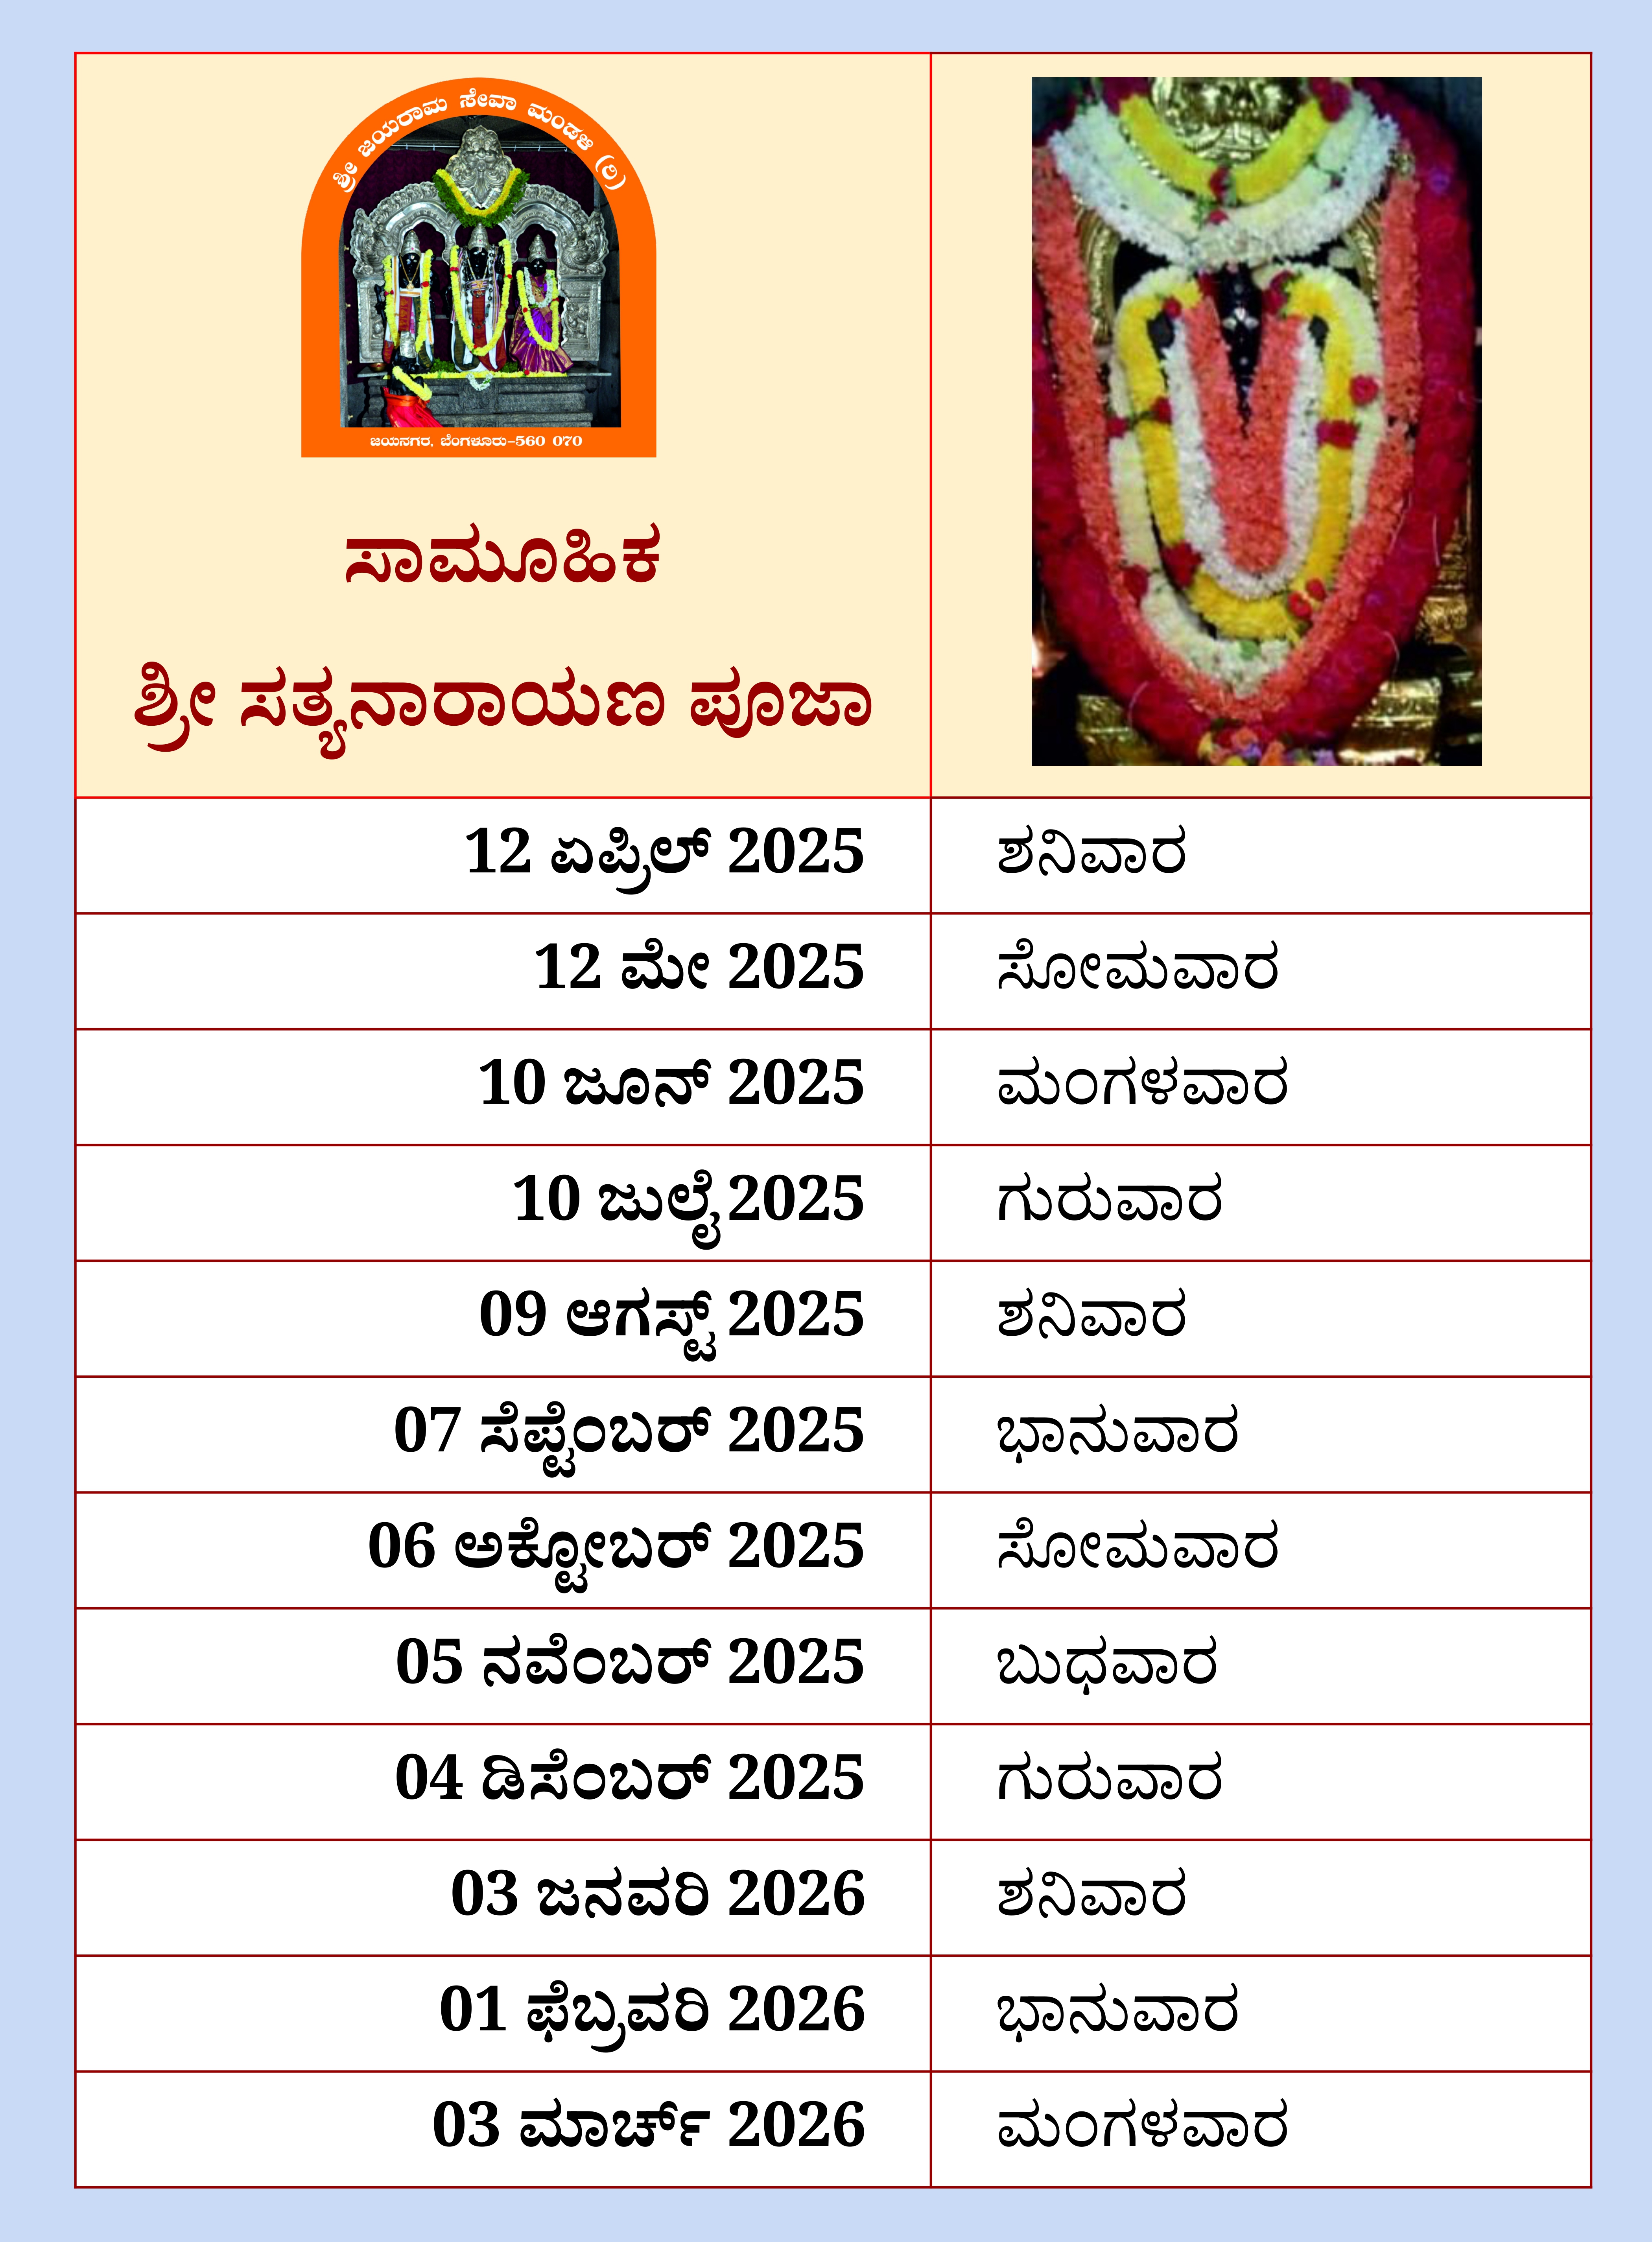 ಶ್ರೀ ಜಯರಾಮ ಸೇವಾ ಮಂಡಳಿ (ರಿ)
ಜಯನಗರ, ಬೆಂಗಳೂರು-560 070
ಸಾಮೂಹಿಕ
ಶ್ರೀ ಸತ್ಯನಾರಾಯಣ ಪೂಜಾ
12 ಏಪ್ರಿಲ್ 2025 ಶನಿವಾರ
12 ಮೇ 2025 ಸೋಮವಾರ
10 ಜೂನ್ 2025 ಮಂಗಳವಾರ
10 ಜುಲೈ 2025 ಗುರುವಾರ
09 ಆಗಸ್ಟ್ 2025 ಶನಿವಾರ
07 ಸೆಪ್ಟೆಂಬರ್ 2025 ಭಾನುವಾರ
06 ಅಕ್ಟೋಬರ್ 2025 ಸೋಮವಾರ
05 ನವೆಂಬರ್ 2025 ಬುಧವಾರ
04 ಡಿಸೆಂಬರ್ 2025 ಗುರುವಾರ
03 ಜನವರಿ 2026 ಶನಿವಾರ
01 ಫೆಬ್ರವರಿ 2026 ಭಾನುವಾರ
03 ಮಾರ್ಚ್ 2026 ಮಂಗಳವಾರ